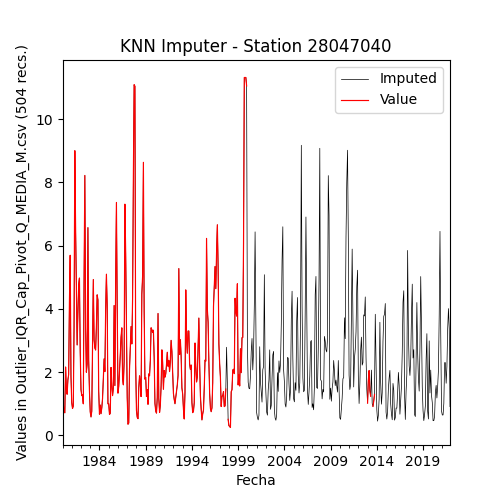 KNN Imputer - Station 28047040
Imputed
Value
Values in Outlier_IQR_Cap_Pivot_Q_MEDIA_M.csv (504 recs.)
10
8
6
4
2
0
1984 1989 1994 1999 2004 2009 2014 2019
Fecha